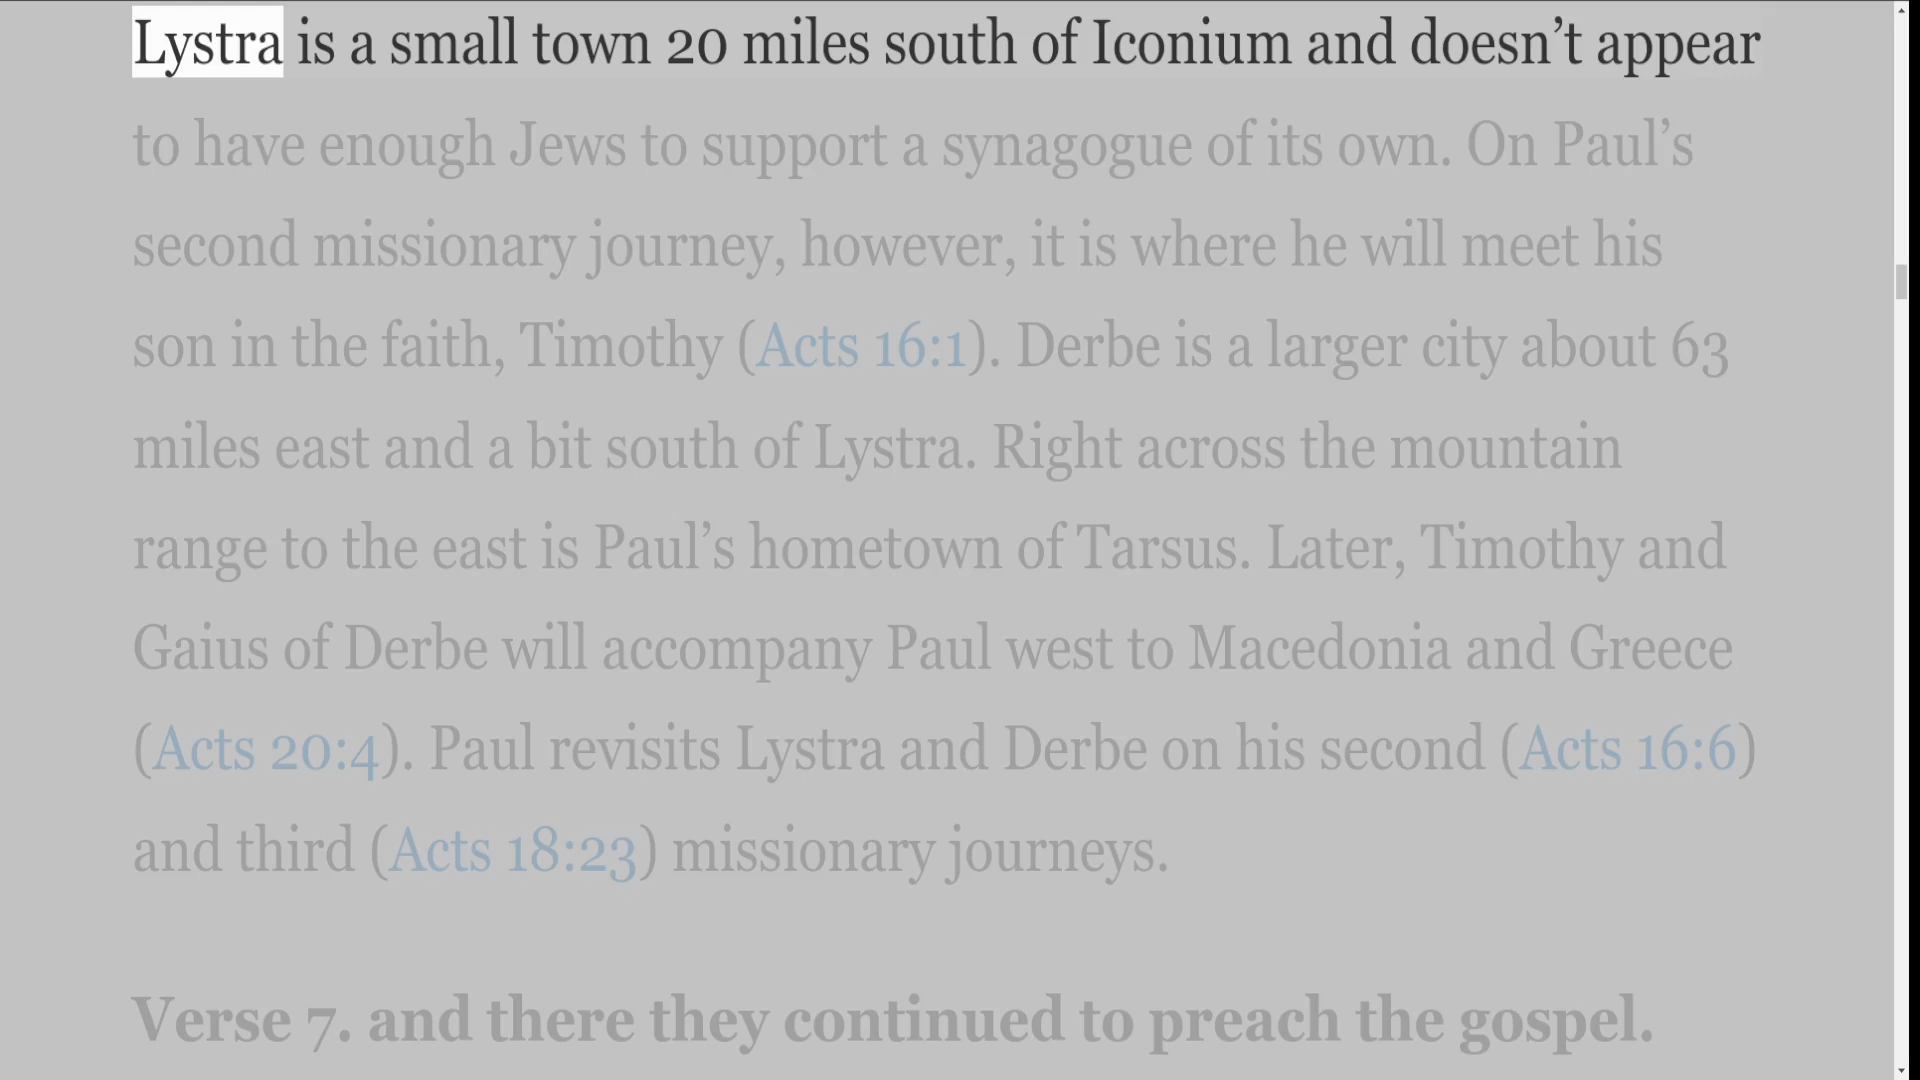 Lystra is a small town 20 miles south of Iconium and doesn’t appear
to have enough Jews to support a synagogue of its own. On Paul’s
second missionary journey, however, it is where he will meet his
son in the faith, Timothy (Acts 16:1). Derbe is a larger city about 63
miles east and a bit south of Lystra. Right across the mountain
range to the east is Paul’s hometown of Tarsus. Later, Timothy and
Gaius of Derbe will accompany Paul west to Macedonia and Greece
(Acts 20:4). Paul revisits Lystra and Derbe on his second (Acts 16:6)
and third (Acts 18:23) missionary journeys.
Verse 7. and there they continued to preach the gospel.